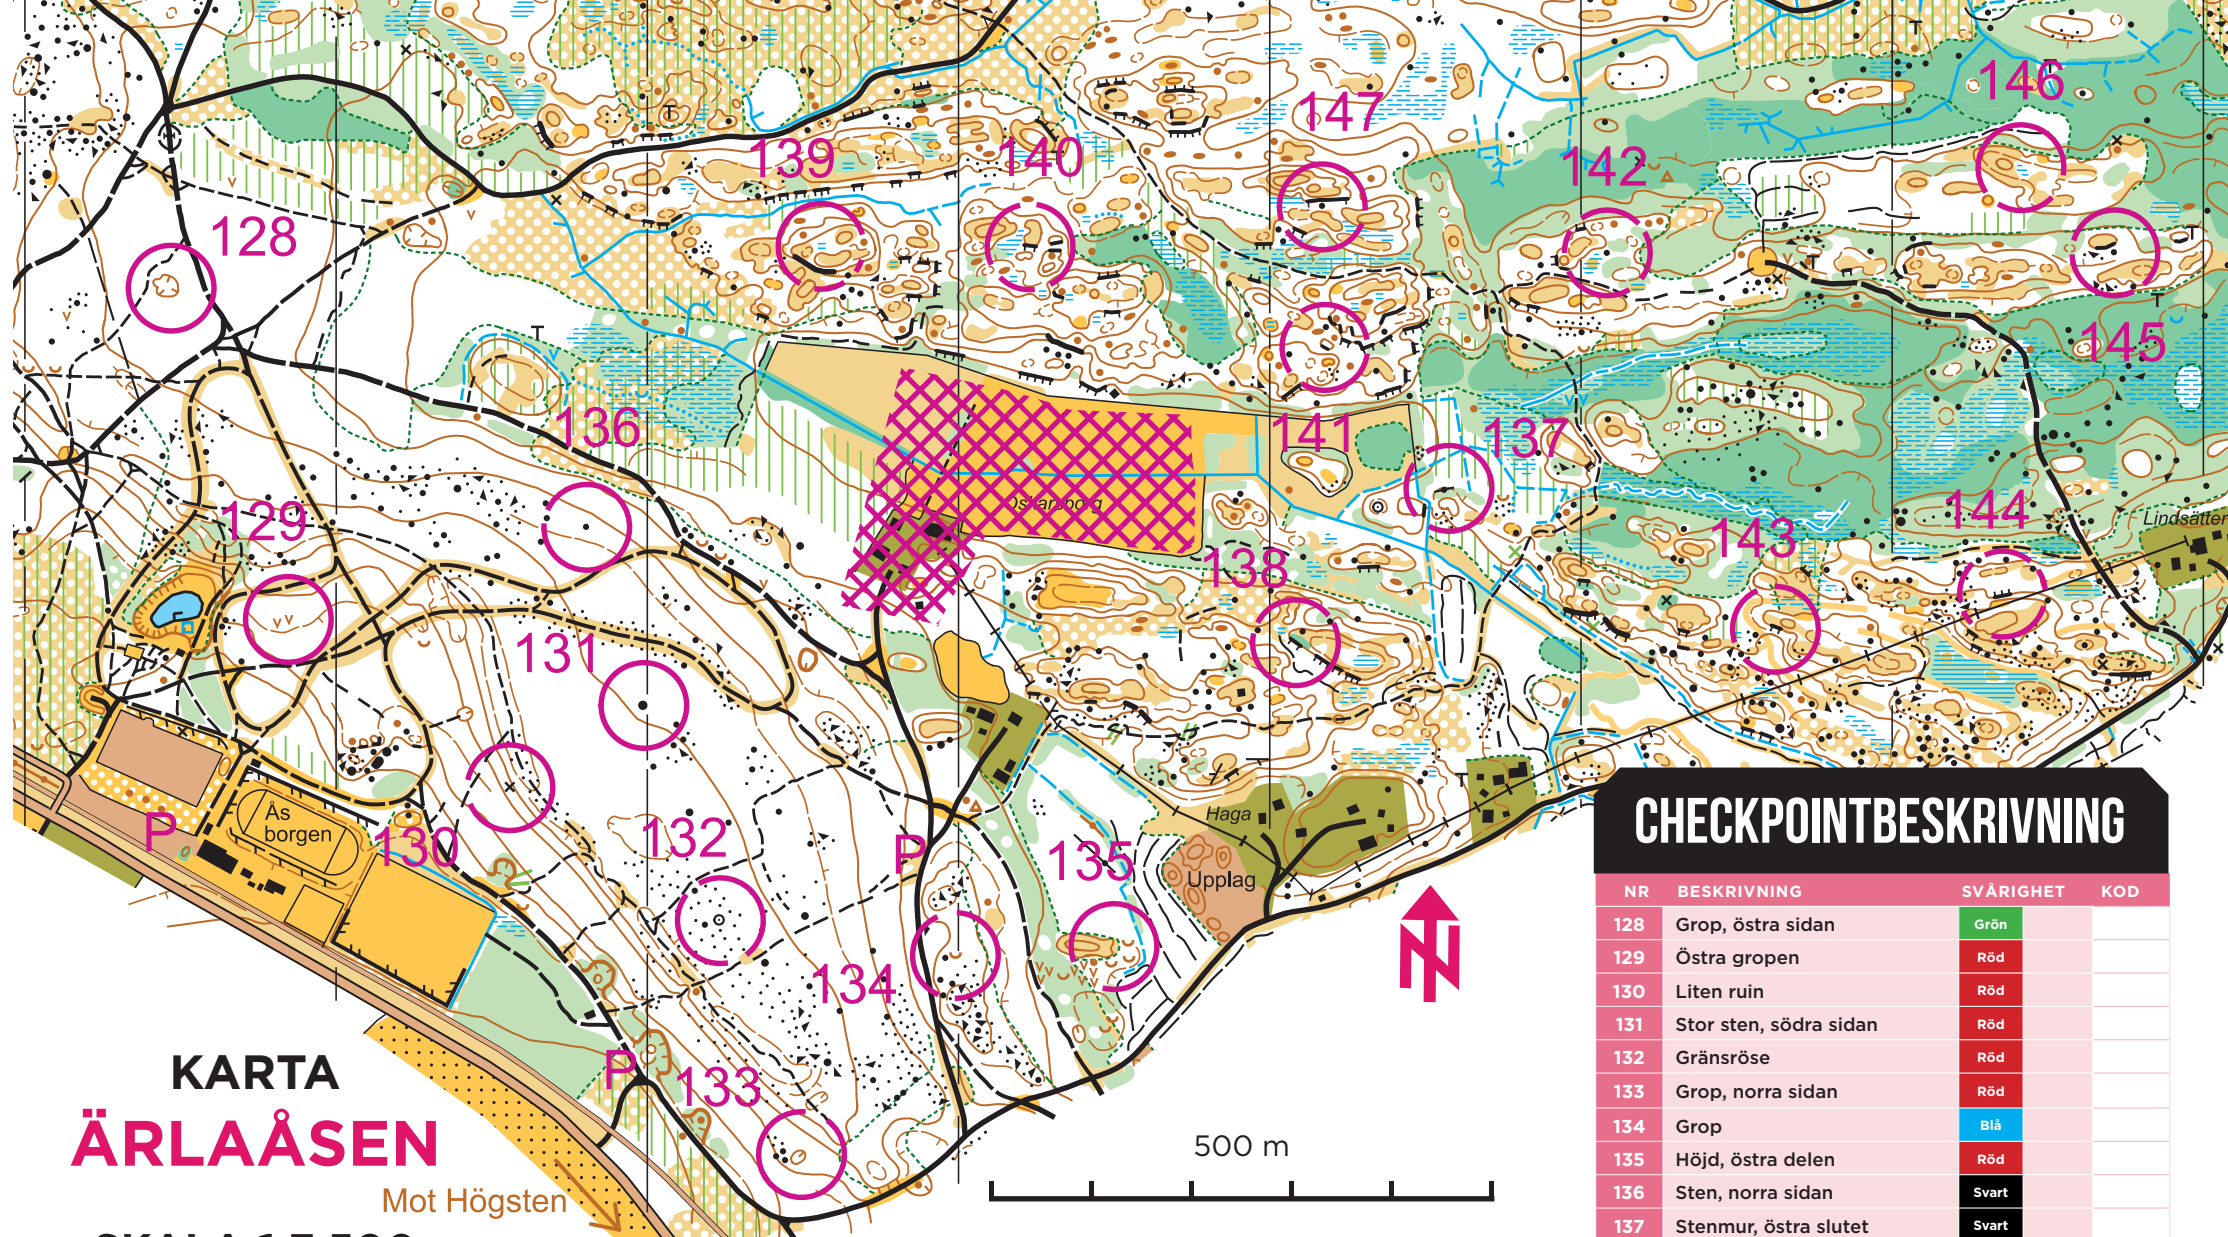 146
147
139
140
142
128
145
136
141
137
Oskarsborg
129
144
Lindsätter
143
138
131
Ås
borgen
P
130
132
P
135
Haga
Upplag
134
P
133
N
KARTA
ÄRLAÅSEN
Mot Högsten
500 m
CHECKPOINTBESKRIVNING
NR BESKRIVNING SVÅRIGHET KOD
128 Grop, östra sidan Grön
129 Östra gropen Röd
130 Liten ruin Röd
131 Stor sten, södra sidan Röd
132 Gränsröse Röd
133 Grop, norra sidan Röd
134 Grop Blå
135 Höjd, östra delen Röd
136 Sten, norra sidan Svart
137 Stenmur, östra slutet Svart